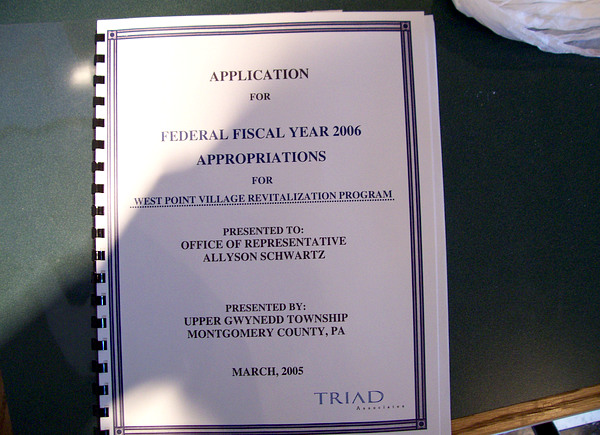 APPLICATION
FOR
FEDERAL FISCAL YEAR 2006
APPROPRIATIONS
FOR
WEST POINT VILLAGE REVITALIZATION PROGRAM
PRESENTED TO:
OFFICE OF REPRESENTATIVE
ALLYSON SCHWARTZ
PRESENTED BY:
UPPER GWYNEDD TOWNSHIP
MONTGOMERY COUNTY, PA
MARCH, 2005
TRIAD
Associates